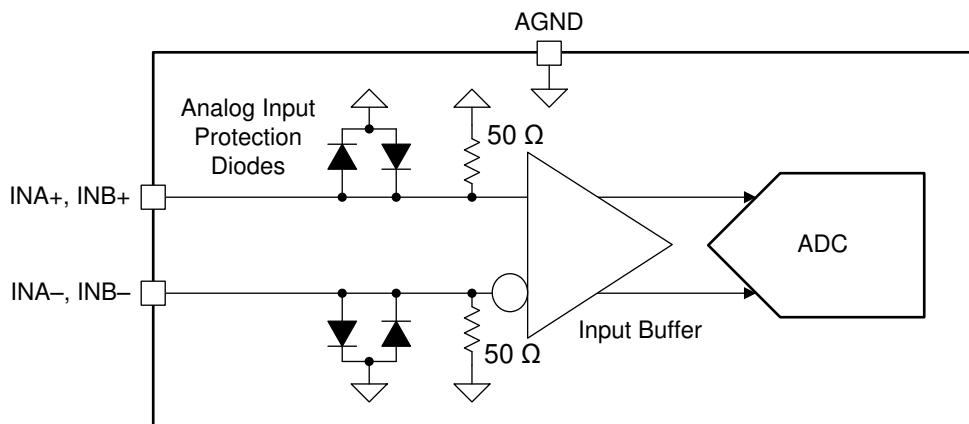 AGND
Analog Input
Protection
Diodes
50 Ω
INA+, INB+
ADC
INA–, INB–
Input Buffer
50 Ω